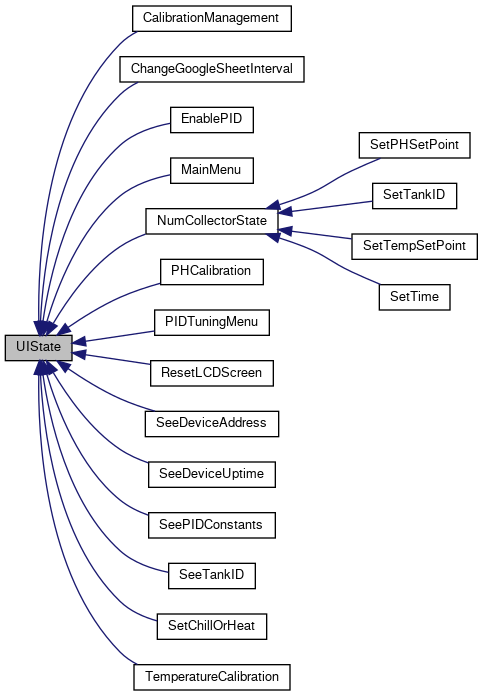 CalibrationManagement
ChangeGoogleSheetInterval
EnablePID
SetPHSetPoint
MainMenu
SetTankID
NumCollectorState
SetTempSetPoint
PHCalibration
SetTime
PIDTuningMenu
UIState
ResetLCDScreen
SeeDeviceAddress
SeeDeviceUptime
SeePIDConstants
SeeTankID
SetChillOrHeat
TemperatureCalibration